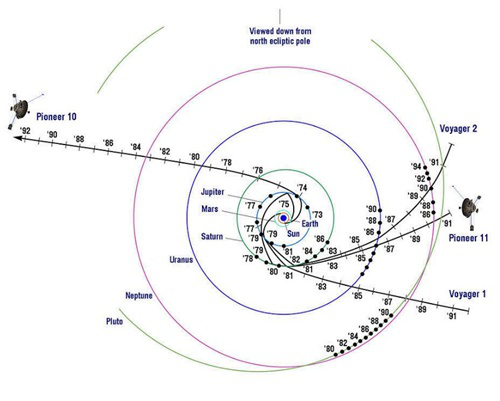 Viewed down from
north ecliptic pole
Pioneer 10
'92 '90 '88 '86 '84 '82 '80 '78 '76 '74
Voyager 2
'94 '91
'92
'89 '90
'88
'86 '91
Pioneer 11
Jupiter
'77 '75 '73
Mars
Earth
Sun
'77
Saturn
'79 '79
'78 '80 '81 '81 '82 '81 '84 '86
'83 '83
'85 '85 '87
'90
'88
'86
Uranus
'85 '87 '89 '91
Voyager 1
Neptune
Pluto
'80 '82 '84 '86 '88 '90